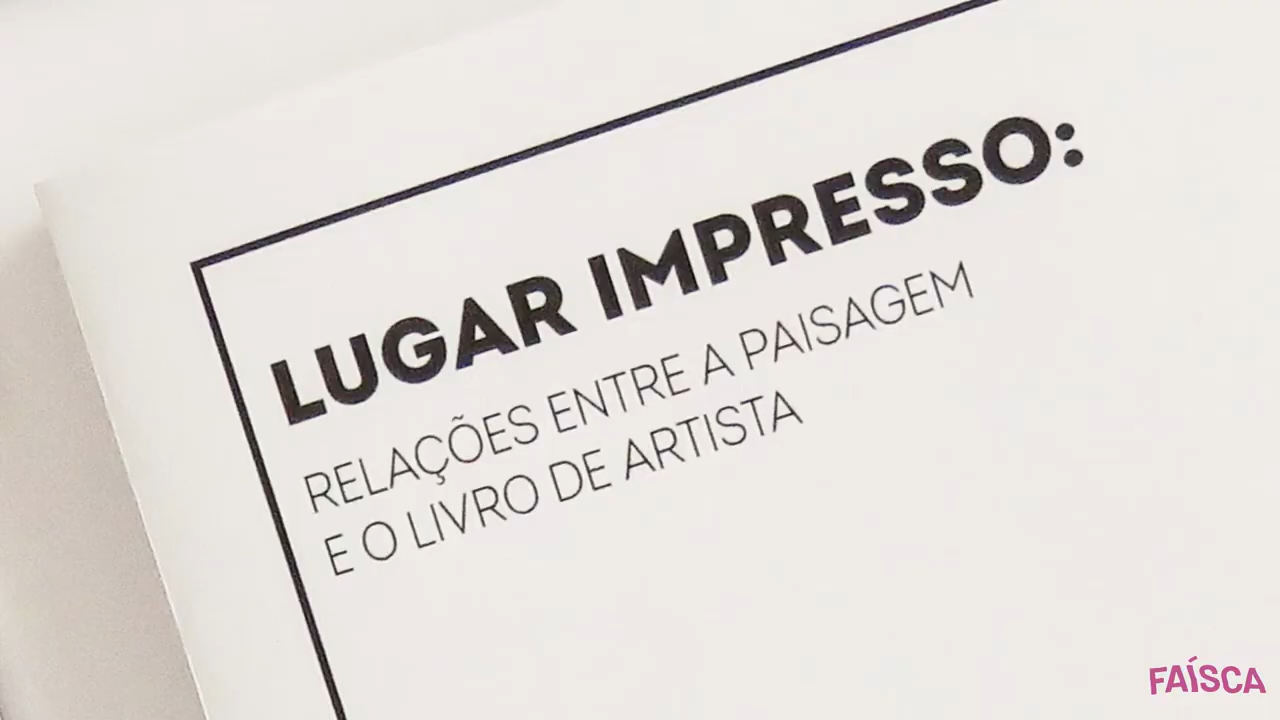 LUGAR IMPRESSO:
RELAÇÕES ENTRE A PAISAGEM
E O LIVRO DE ARTISTA
FAÍSCA